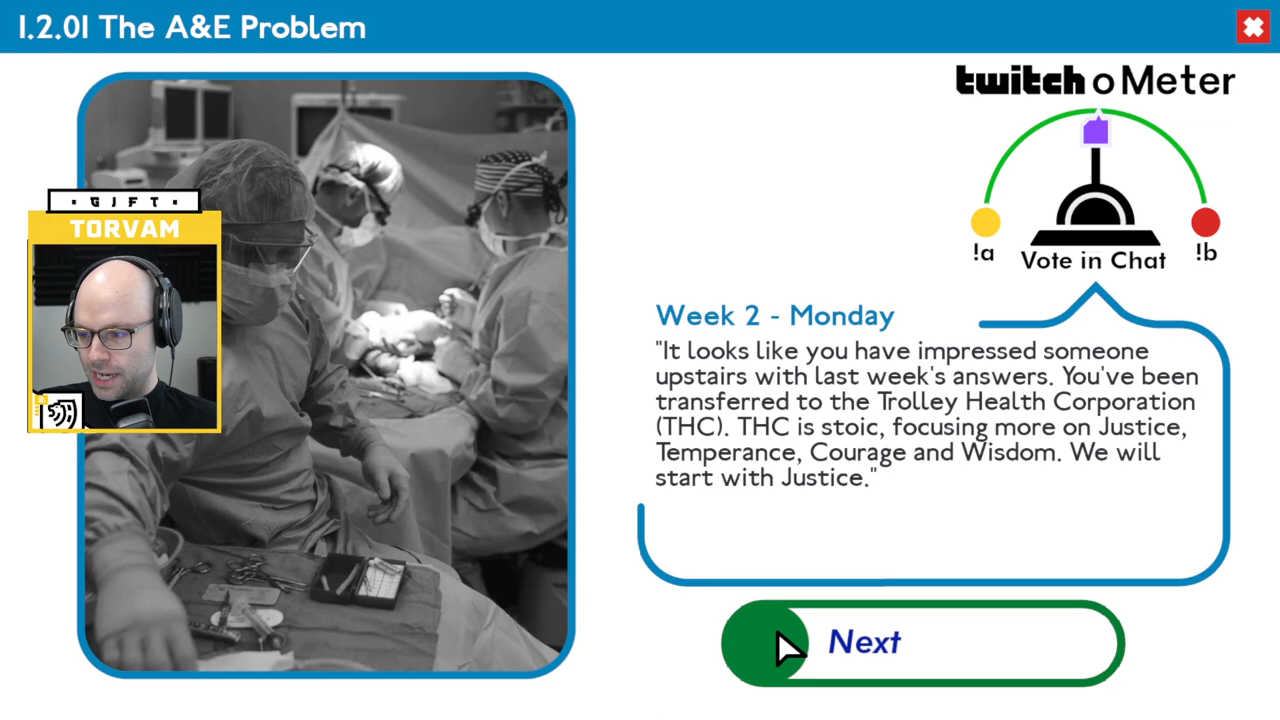 1.2.01 The A&E Problem
twitch o Meter
!a
Vote in Chat
!b
GIFT
TORVAM
Week 2 - Monday
"It looks like you have impressed someone
upstairs with last week's answers. You've been
transferred to the Trolley Health Corporation
(THC). THC is stoic, focusing more on Justice,
Temperance, Courage and Wisdom. We will
start with Justice."
Next